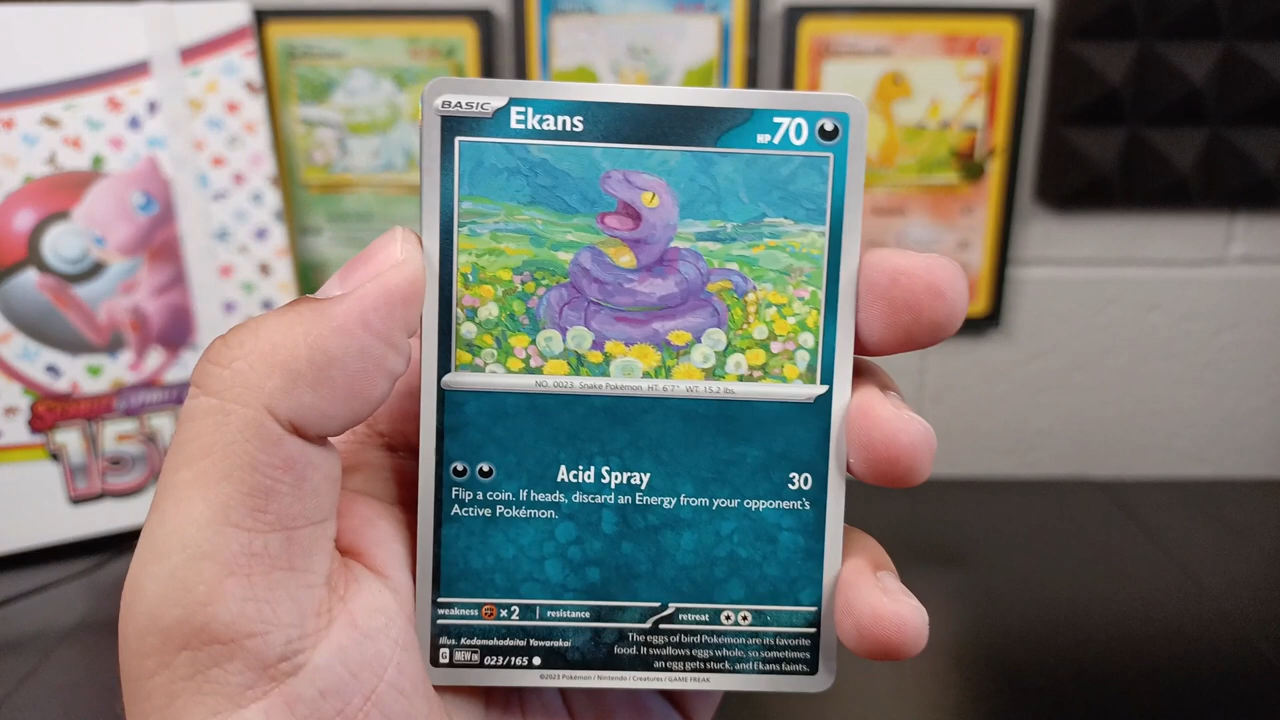 BASIC
Ekans
HP 70
NO. 0023 Snake Pokémon HT: 6'7" WT: 15.2 lbs.
Acid Spray 30
Flip a coin. If heads, discard an Energy from your opponent's
Active Pokémon.
weakness ×2 resistance
retreat
Illus. Kedamahadaitai Yawarakai
G MEW EN 023/165
The eggs of bird Pokémon are its favorite
food. It swallows eggs whole, so sometimes
an egg gets stuck, and Ekans faints.
©2023 Pokémon / Nintendo / Creatures / GAME FREAK
151